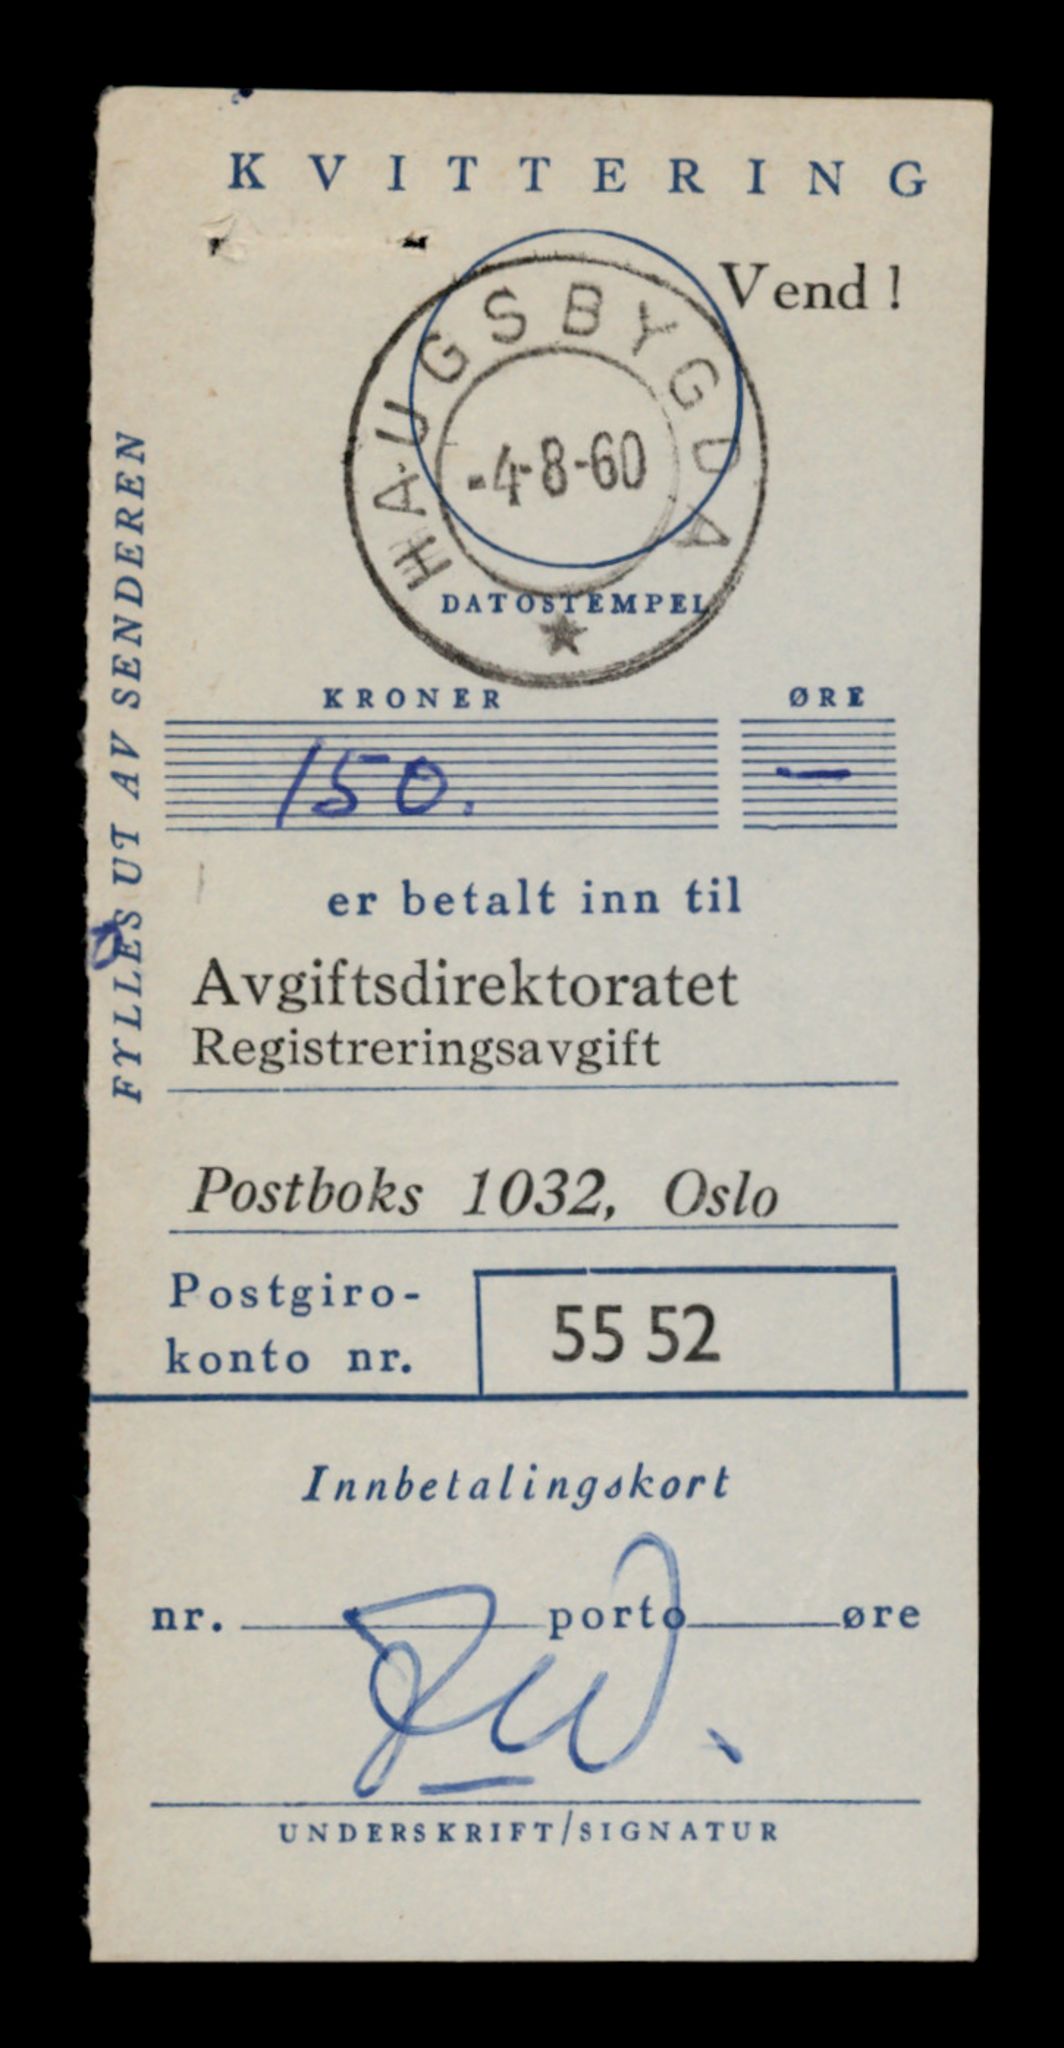 KVITTERING
Vend !
HAUGSBYGDA
-4-8-60
DATOSTEMPEL
FYLLES UT AV SENDEREN
KRONER ØRE
150. —
er betalt inn til
Avgiftsdirektoratet
Registreringsavgift
Postboks 1032, Oslo
Postgiro-
konto nr.
55 52
Innbetalingskort
nr. porto øre
UNDERSKRIFT/SIGNATUR